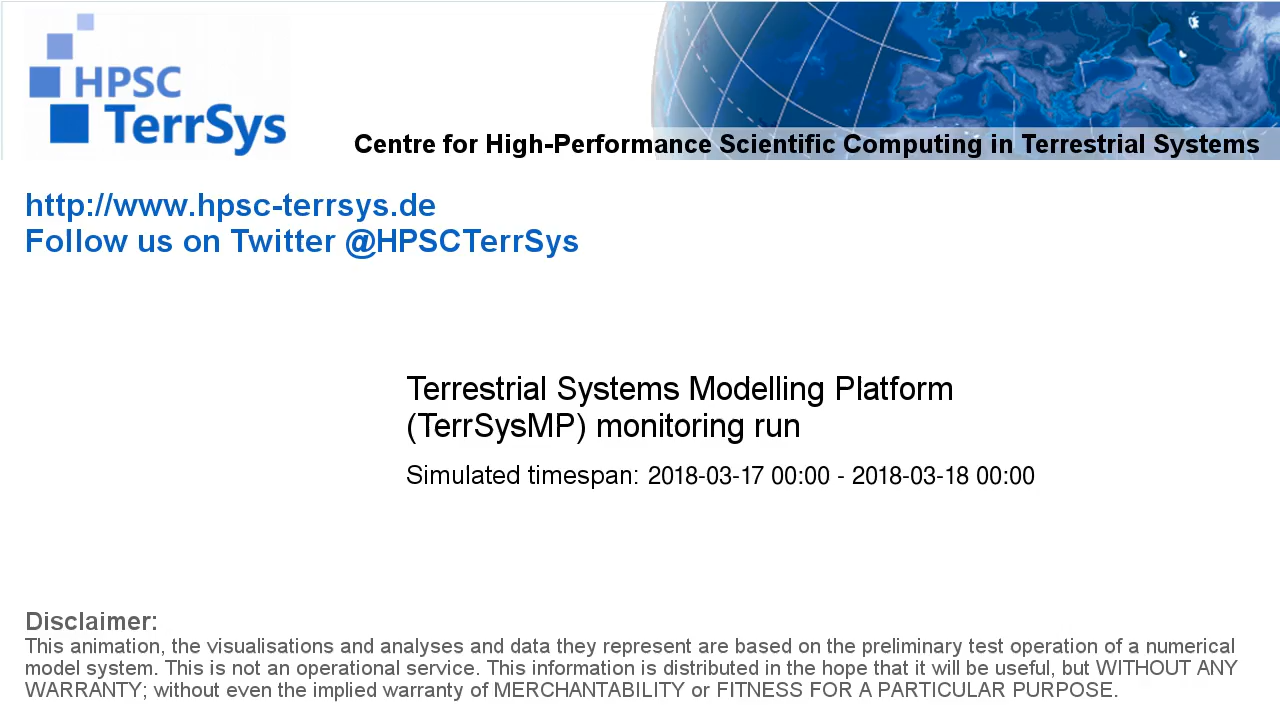 HPSC
TerrSys
Centre for High-Performance Scientific Computing in Terrestrial Systems
http://www.hpsc-terrsys.de
Follow us on Twitter @HPSCTerrSys
Terrestrial Systems Modelling Platform
(TerrSysMP) monitoring run
Simulated timespan: 2018-03-17 00:00 - 2018-03-18 00:00
Disclaimer:
This animation, the visualisations and analyses and data they represent are based on the preliminary test operation of a numerical
model system. This is not an operational service. This information is distributed in the hope that it will be useful, but WITHOUT ANY
WARRANTY; without even the implied warranty of MERCHANTABILITY or FITNESS FOR A PARTICULAR PURPOSE.